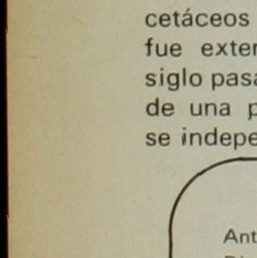 cetáceos
fue exter
siglo pasa
de una p
se indepe
Ant